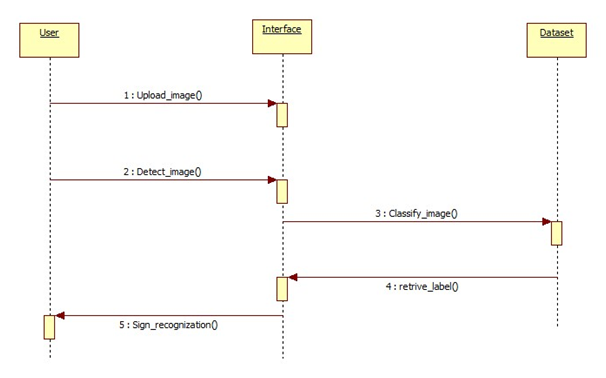 User
Interface
Dataset
1 : Upload_image()
2 : Detect_image()
3 : Classify_image()
4 : retrive_label()
5 : Sign_recognization()